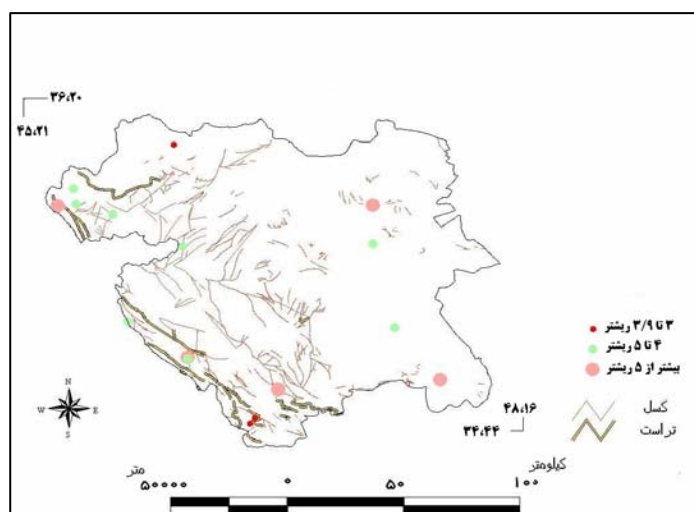 ۳۶،۲۰
۴۵،۲۱
۳ تا ۳/۹ ریشتر
۴ تا ۵ ریشتر
بیشتر از ۵ ریشتر
N
W E
S
۴۸،۱۶
۳۴،۴۴
کسل
تراست
متر
کیلومتر
۵۰۰۰۰ ۰ ۵۰ ۱۰۰